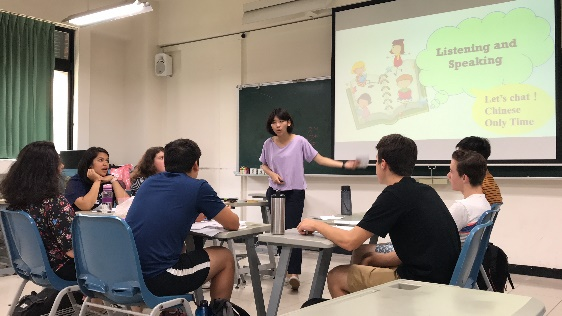 Listening and
Speaking
Let's chat !
Chinese
Only Time